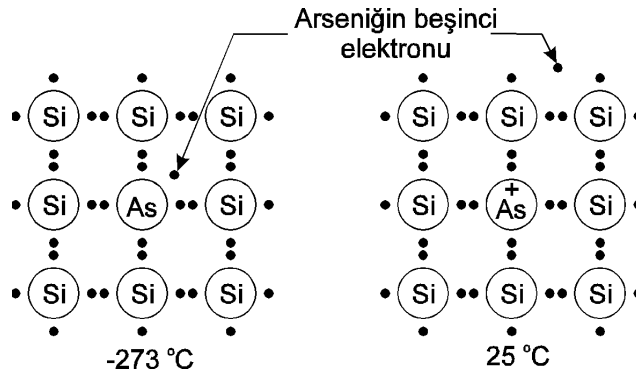 Arseniğin beşinci
elektronu
Si Si Si Si Si Si
Si As Si Si +As Si
Si Si Si Si Si Si
-273 °C 25 °C